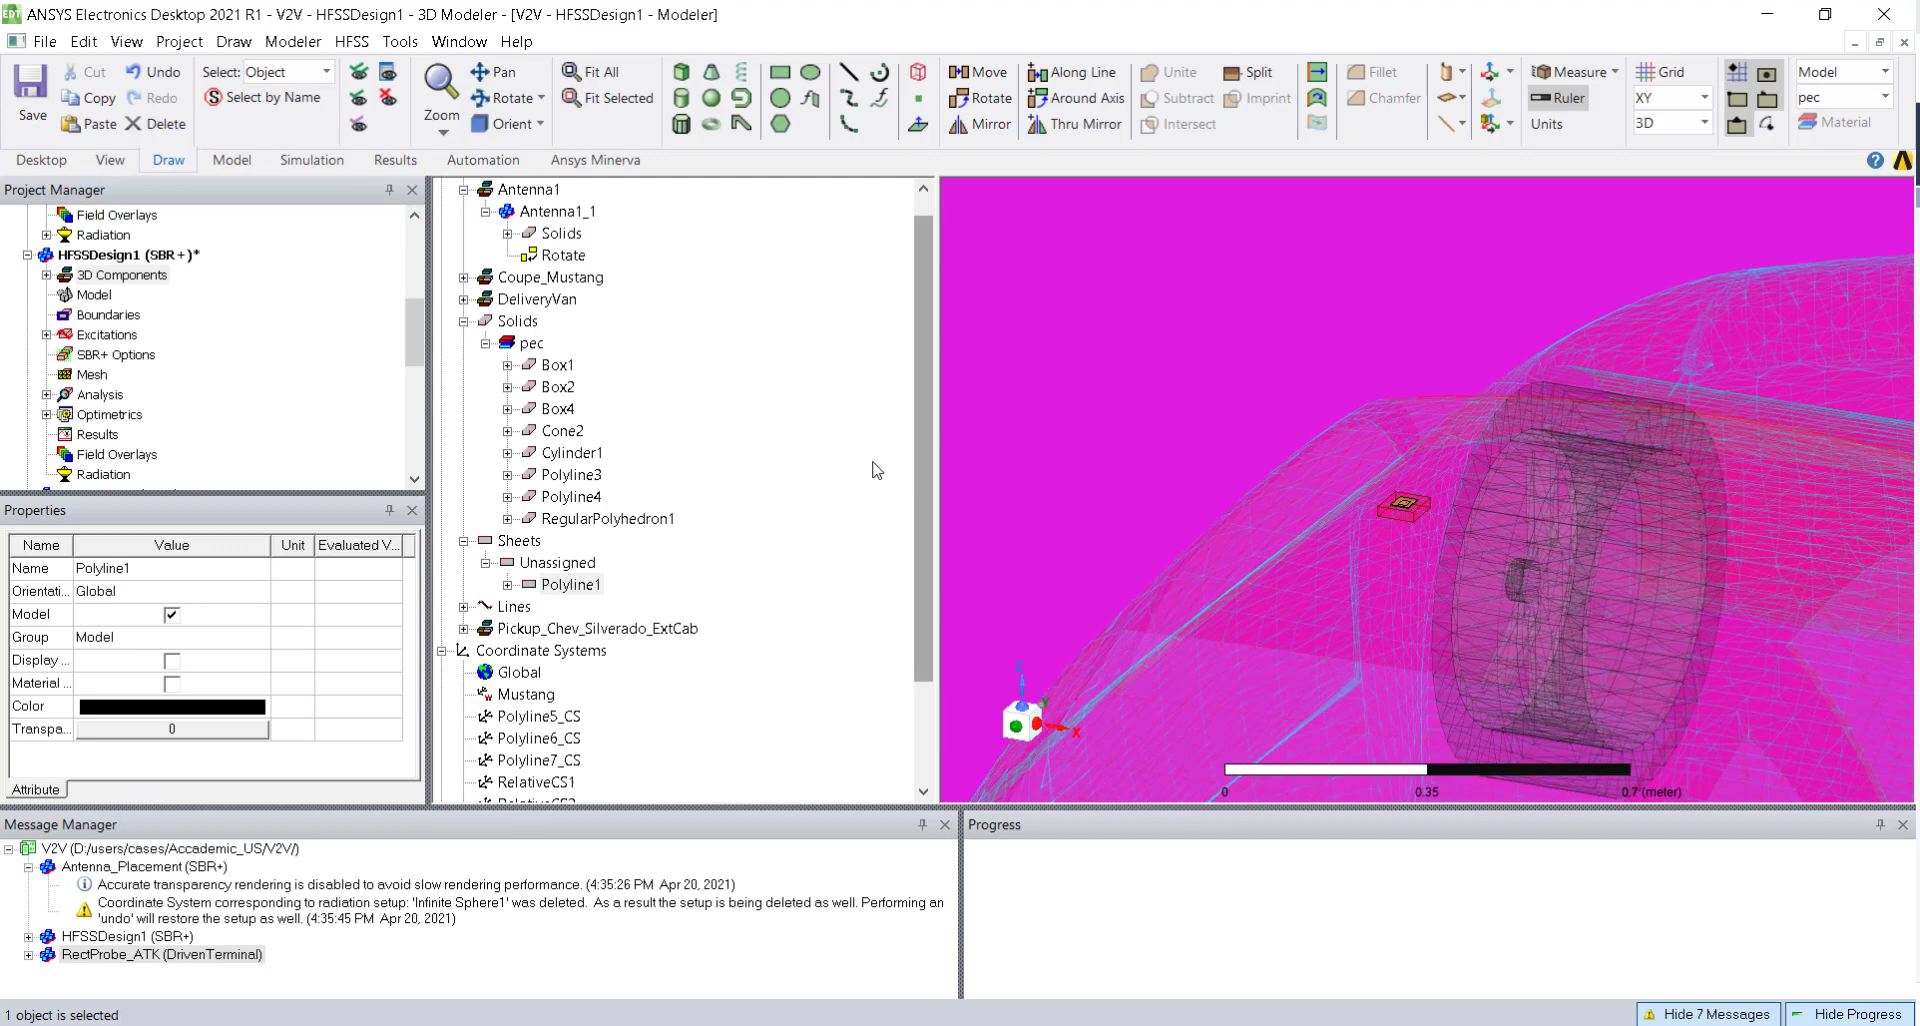 ANSYS Electronics Desktop 2021 R1 - V2V - HFSSDesign1 - 3D Modeler - [V2V - HFSSDesign1 - Modeler]
File Edit View Project Draw Modeler HFSS Tools Window Help
Save
Cut
Copy
Paste
Undo
Redo
Delete
Select: Object
Select by Name
Zoom
Pan
Rotate
Orient
Fit All
Fit Selected
Move
Rotate
Mirror
Along Line
Around Axis
Thru Mirror
Unite
Subtract
Intersect
Split
Imprint
Fillet
Chamfer
Measure
Ruler
Units
Grid
XY
3D
Model
pec
Material
Desktop View Draw Model Simulation Results Automation Ansys Minerva
Project Manager
Field Overlays
Radiation
HFSSDesign1 (SBR+)*
3D Components
Model
Boundaries
Excitations
SBR+ Options
Mesh
Analysis
Optimetrics
Results
Field Overlays
Radiation
Properties
Name Value Unit Evaluated V...
Name Polyline1
Orientati... Global
Model
Group Model
Display ...
Material ...
Color
Transpa... 0
Attribute
Antenna1
Antenna1_1
Solids
Rotate
Coupe_Mustang
DeliveryVan
Solids
pec
Box1
Box2
Box4
Cone2
Cylinder1
Polyline3
Polyline4
RegularPolyhedron1
Sheets
Unassigned
Polyline1
Lines
Pickup_Chev_Silverado_ExtCab
Coordinate Systems
Global
Mustang
Polyline5_CS
Polyline6_CS
Polyline7_CS
RelativeCS1
Z
Y
X
0 0.35 0.7 (meter)
Message Manager
V2V (D:/users/cases/Accademic_US/V2V/)
Antenna_Placement (SBR+)
Accurate transparency rendering is disabled to avoid slow rendering performance. (4:35:26 PM Apr 20, 2021)
Coordinate System corresponding to radiation setup: 'Infinite Sphere1' was deleted. As a result the setup is being deleted as well. Performing an
'undo' will restore the setup as well. (4:35:45 PM Apr 20, 2021)
HFSSDesign1 (SBR+)
RectProbe_ATK (DrivenTerminal)
Progress
1 object is selected
Hide 7 Messages
Hide Progress